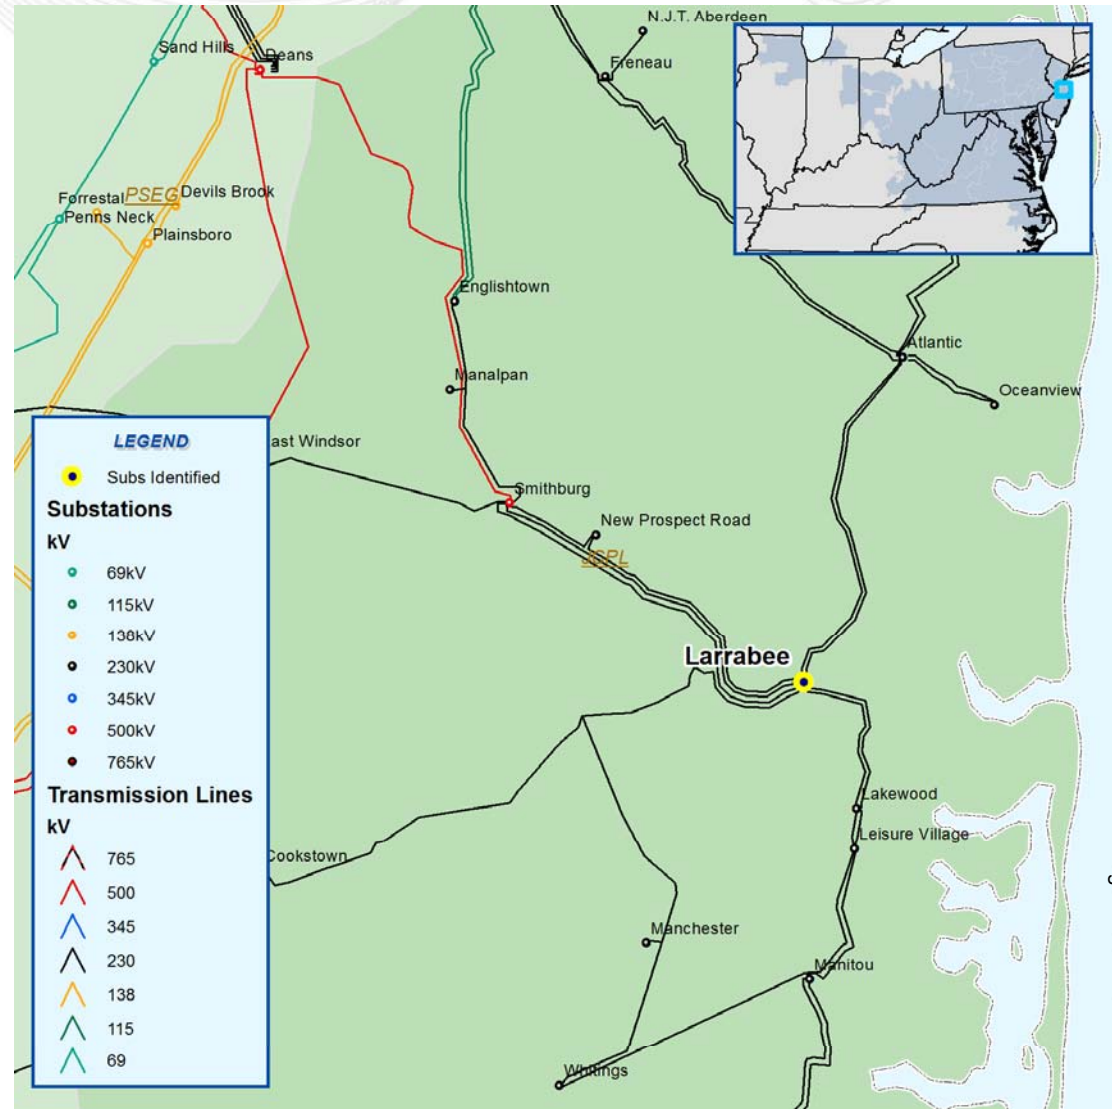 N.J.T. Aberdeen
Sand Hills
Deans
Freneau
Forrestal
PSEG
Devils Brook
Penns Neck
Plainsboro
Englishtown
Atlantic
Manalpan
Oceanview
ast Windsor
Smithburg
New Prospect Road
JCPL
Larrabee
Lakewood
Leisure Village
Cookstown
Manchester
Manitou
Whitings
LEGEND
Subs Identified
Substations
kV
69kV
115kV
138kV
230kV
345kV
500kV
765kV
Transmission Lines
kV
765
500
345
230
138
115
69